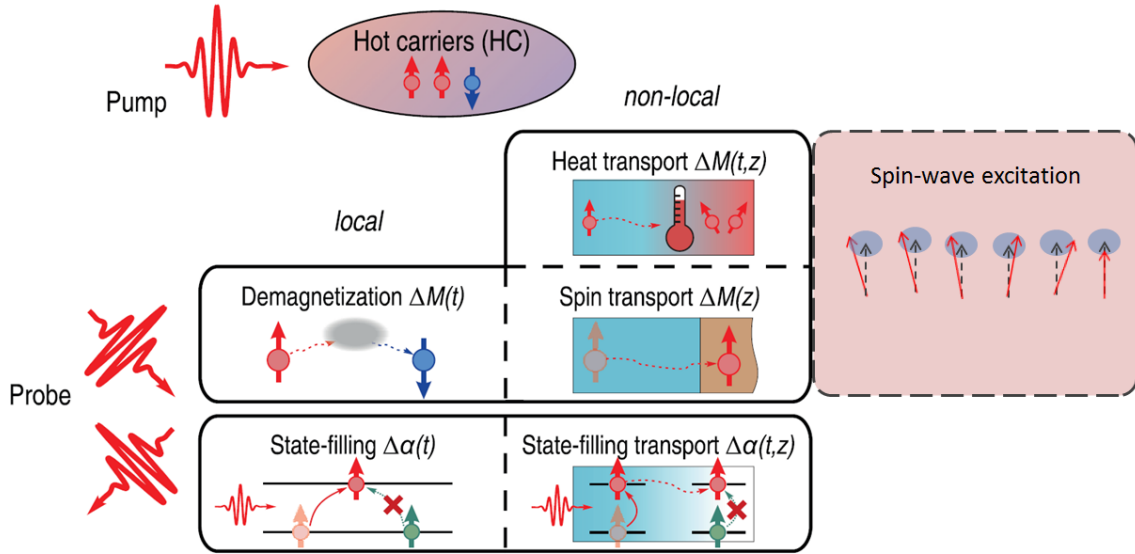 Hot carriers (HC)
Pump
non-local
Heat transport ΔM(t,z)
Spin-wave excitation
local
Demagnetization ΔM(t)
Spin transport ΔM(z)
Probe
State-filling Δα(t)
State-filling transport Δα(t,z)